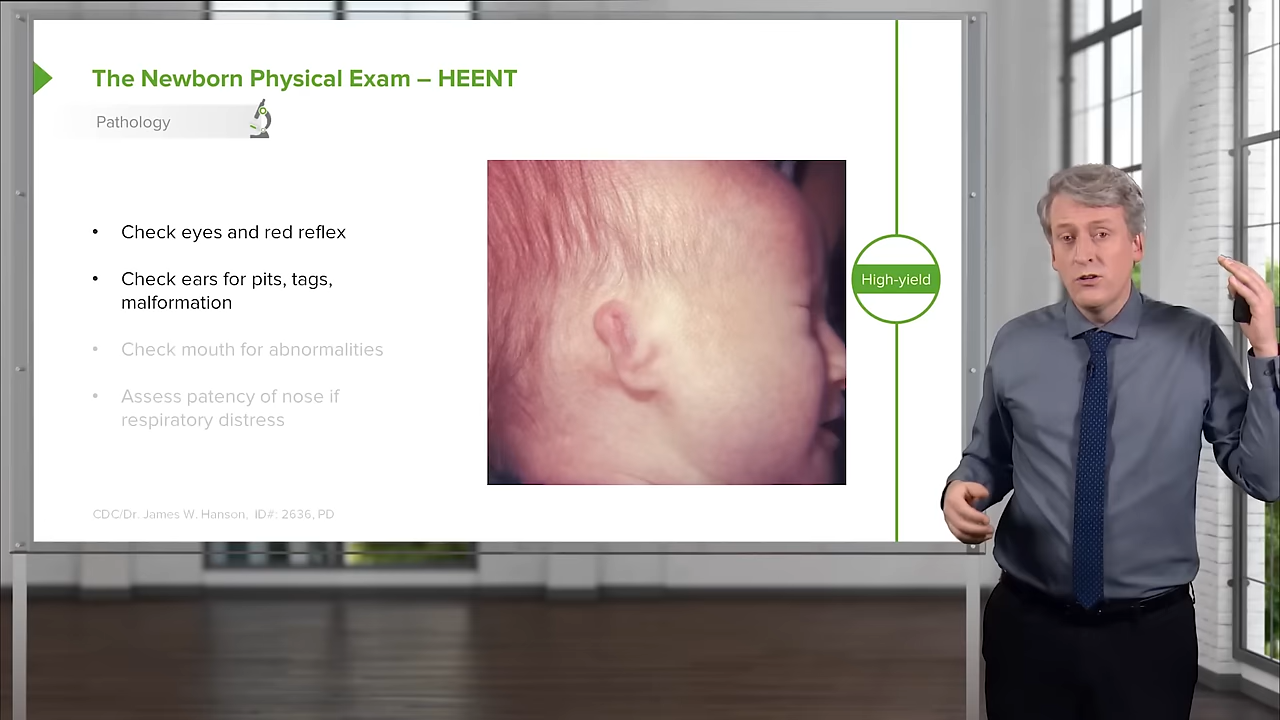 The Newborn Physical Exam – HEENT
Pathology
• Check eyes and red reflex
• Check ears for pits, tags,
malformation
• Check mouth for abnormalities
• Assess patency of nose if
respiratory distress
High-yield
CDC/Dr. James W. Hanson, ID#: 2636, PD